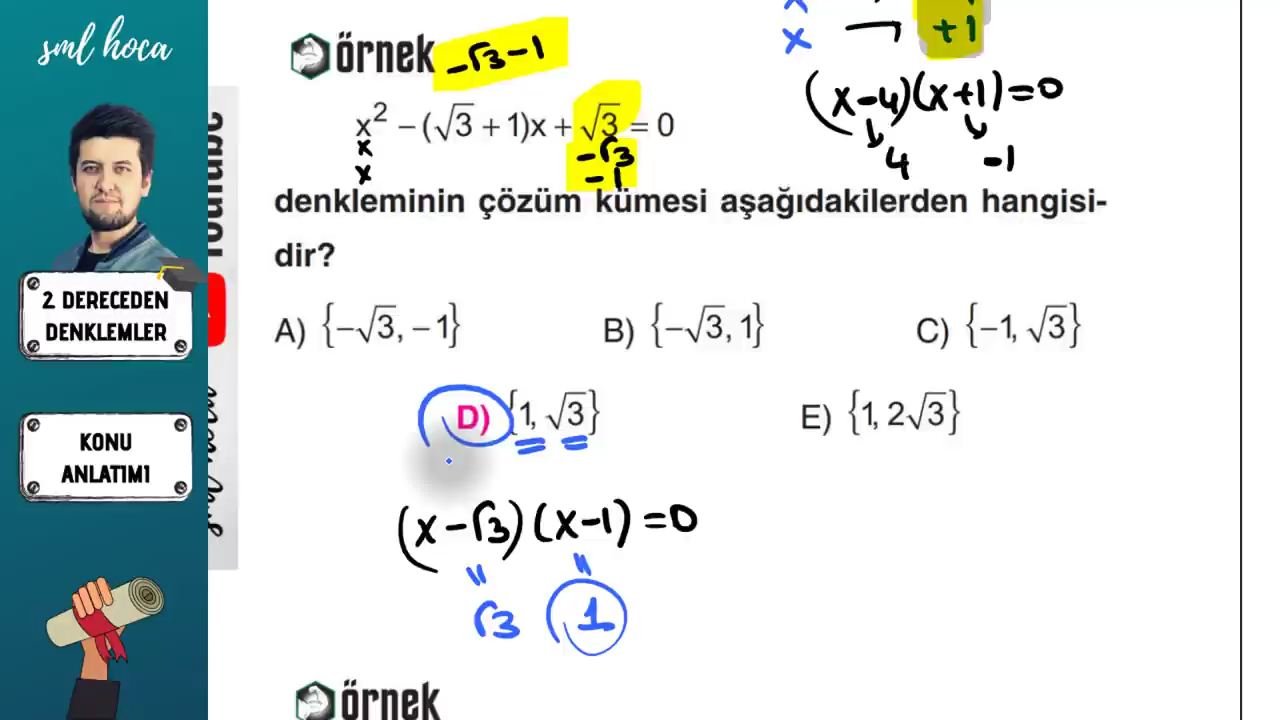 sml hoca
2. DERECEDEN
DENKLEMLER
KONU
ANLATIMI
örnek
-√3-1
x² − (√3 + 1)x + √3 = 0
x
-√3
x
-1
x
x
+1
(x-4)(x+1)=0
4
-1
denkleminin çözüm kümesi aşağıdakilerden hangisi-
dir?
A) {−√3, −1}
B) {−√3, 1}
C) {−1, √3}
D) {1, √3}
E) {1, 2√3}
(x-√3)(x-1)=0
√3
1
örnek